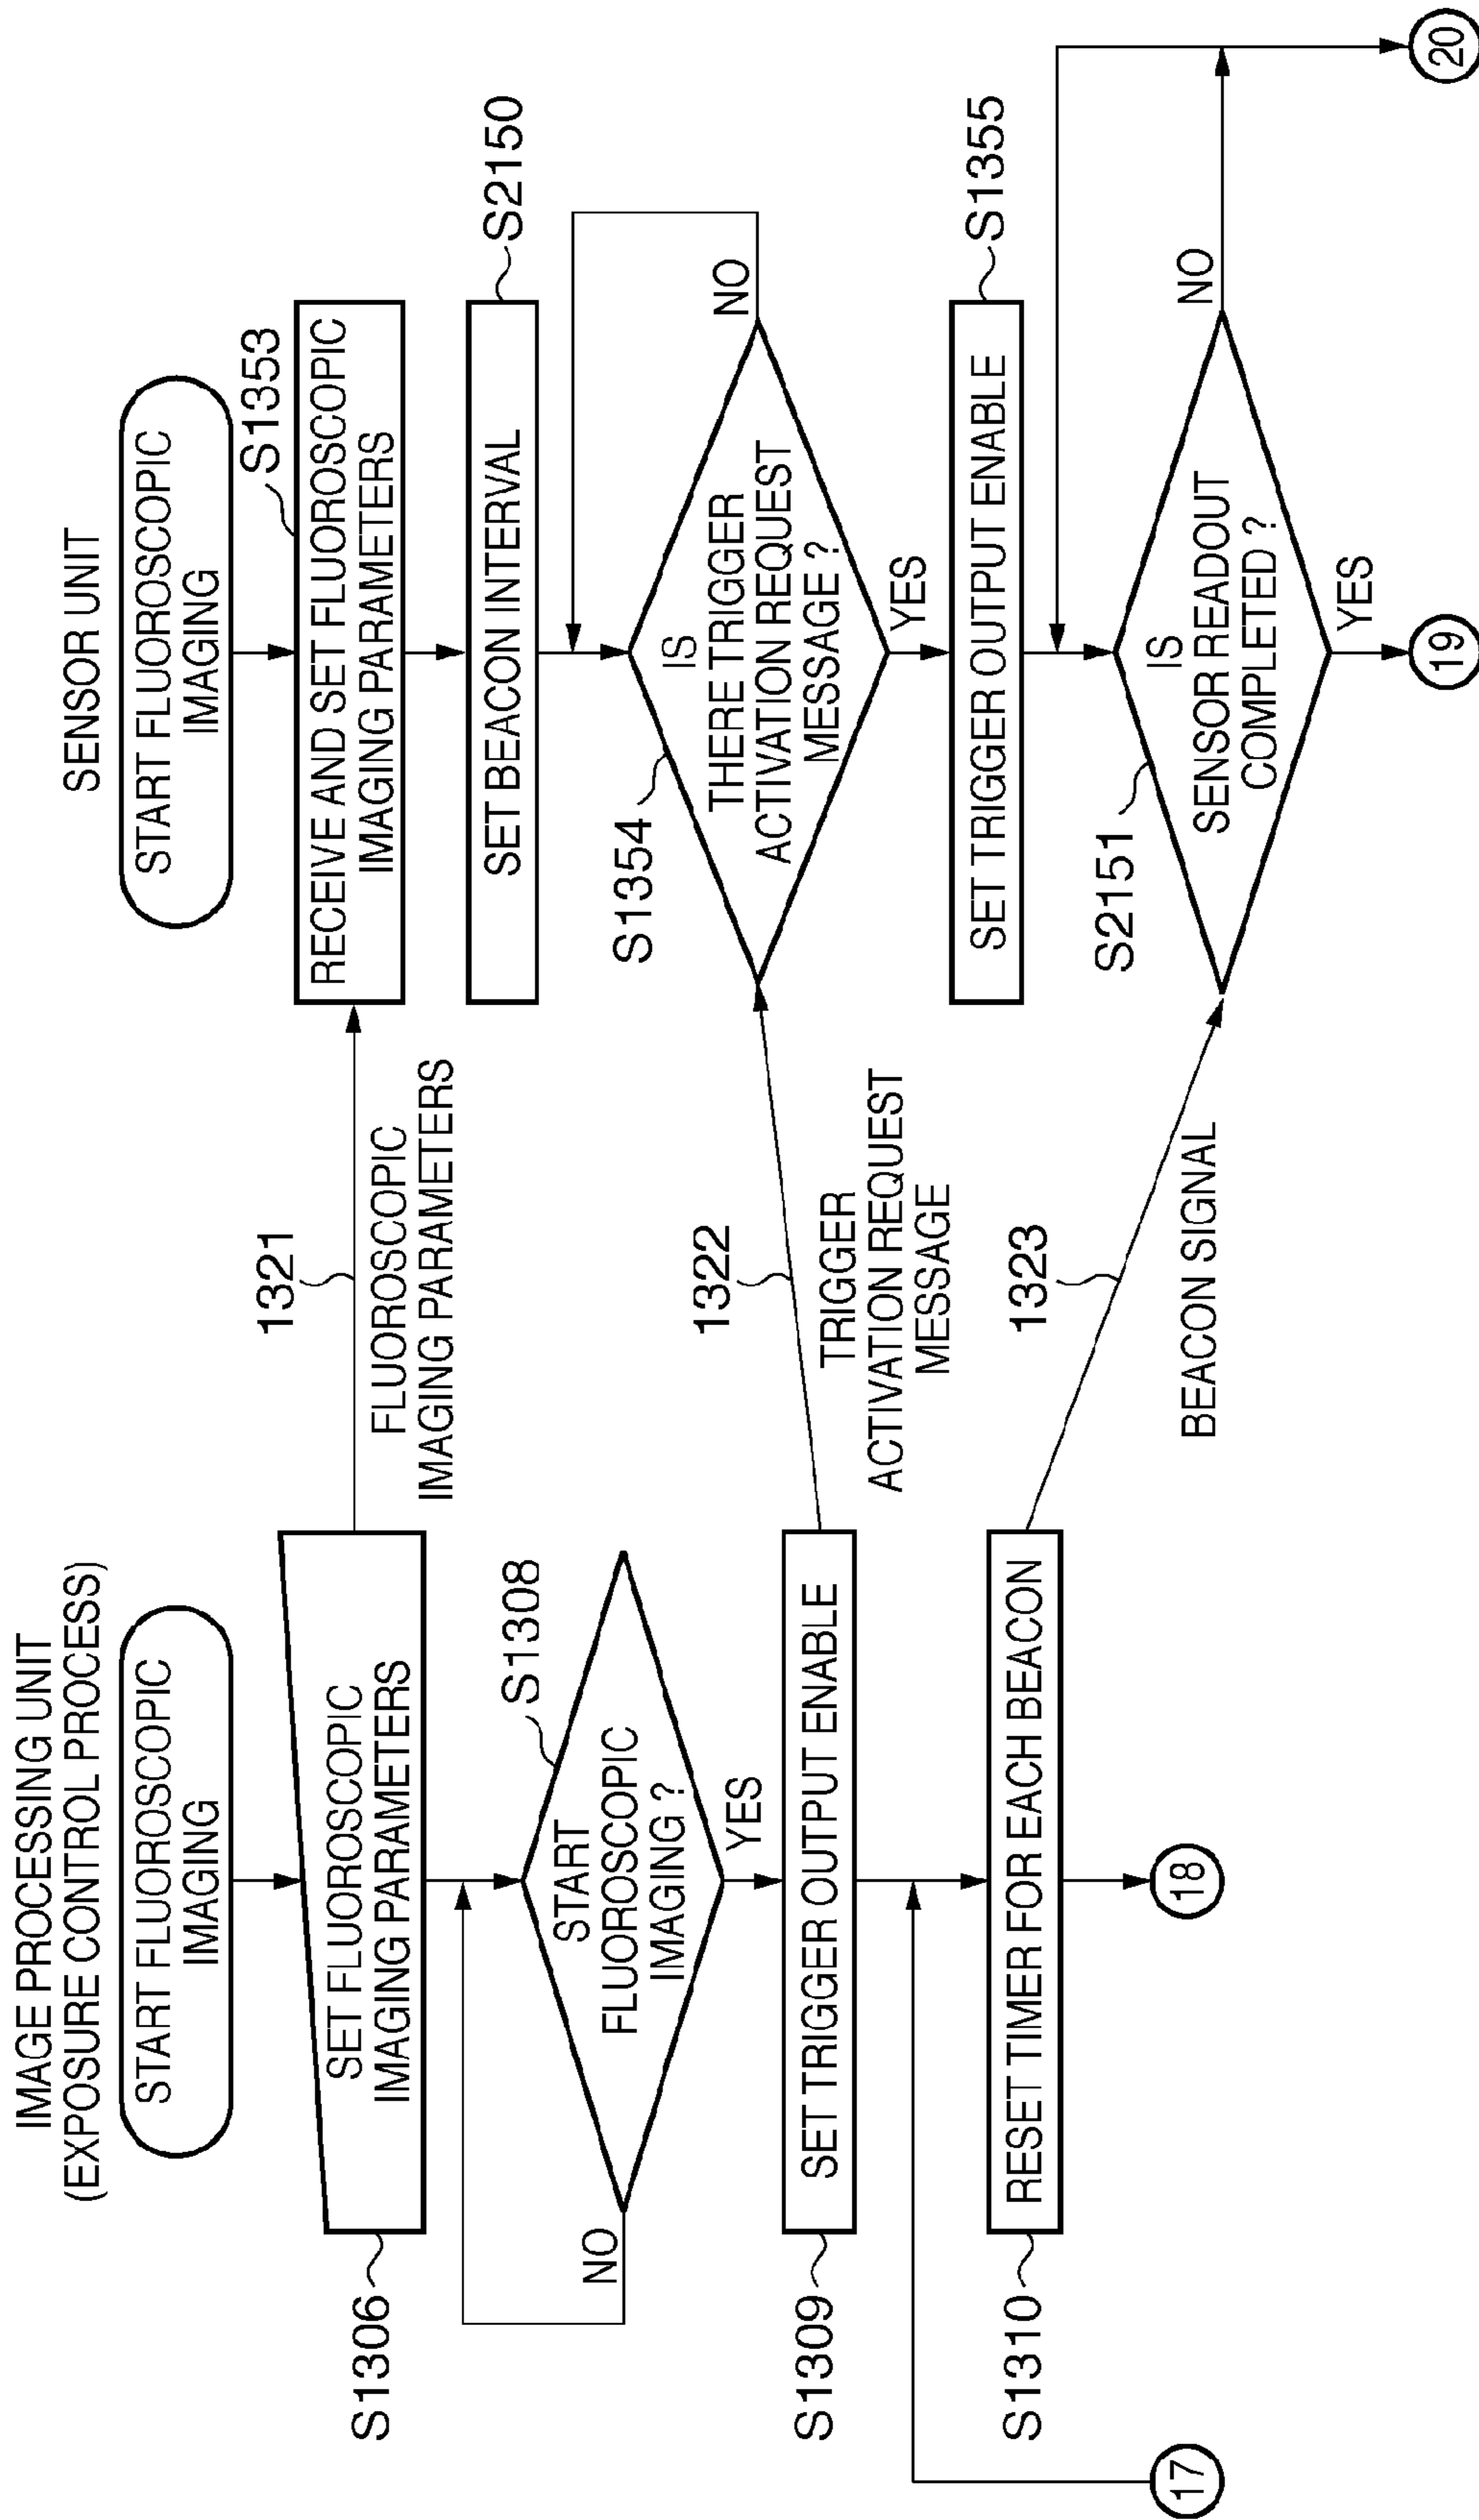 IMAGE PROCESSING UNIT
(EXPOSURE CONTROL PROCESS)
START FLUOROSCOPIC
IMAGING
S1306
SET FLUOROSCOPIC
IMAGING PARAMETERS
S1308
START
FLUOROSCOPIC
IMAGING ?
NO
YES
S1309
SET TRIGGER OUTPUT ENABLE
S1310
RESET TIMER FOR EACH BEACON
17
18
1321
FLUOROSCOPIC
IMAGING PARAMETERS
1322
TRIGGER
ACTIVATION REQUEST
MESSAGE
1323
BEACON SIGNAL
SENSOR UNIT
START FLUOROSCOPIC
IMAGING
S1353
RECEIVE AND SET FLUOROSCOPIC
IMAGING PARAMETERS
S2150
SET BEACON INTERVAL
S1354
IS
THERE TRIGGER
ACTIVATION REQUEST
MESSAGE ?
NO
YES
S1355
SET TRIGGER OUTPUT ENABLE
S2151
IS
SENSOR READOUT
COMPLETED ?
NO
YES
19
20